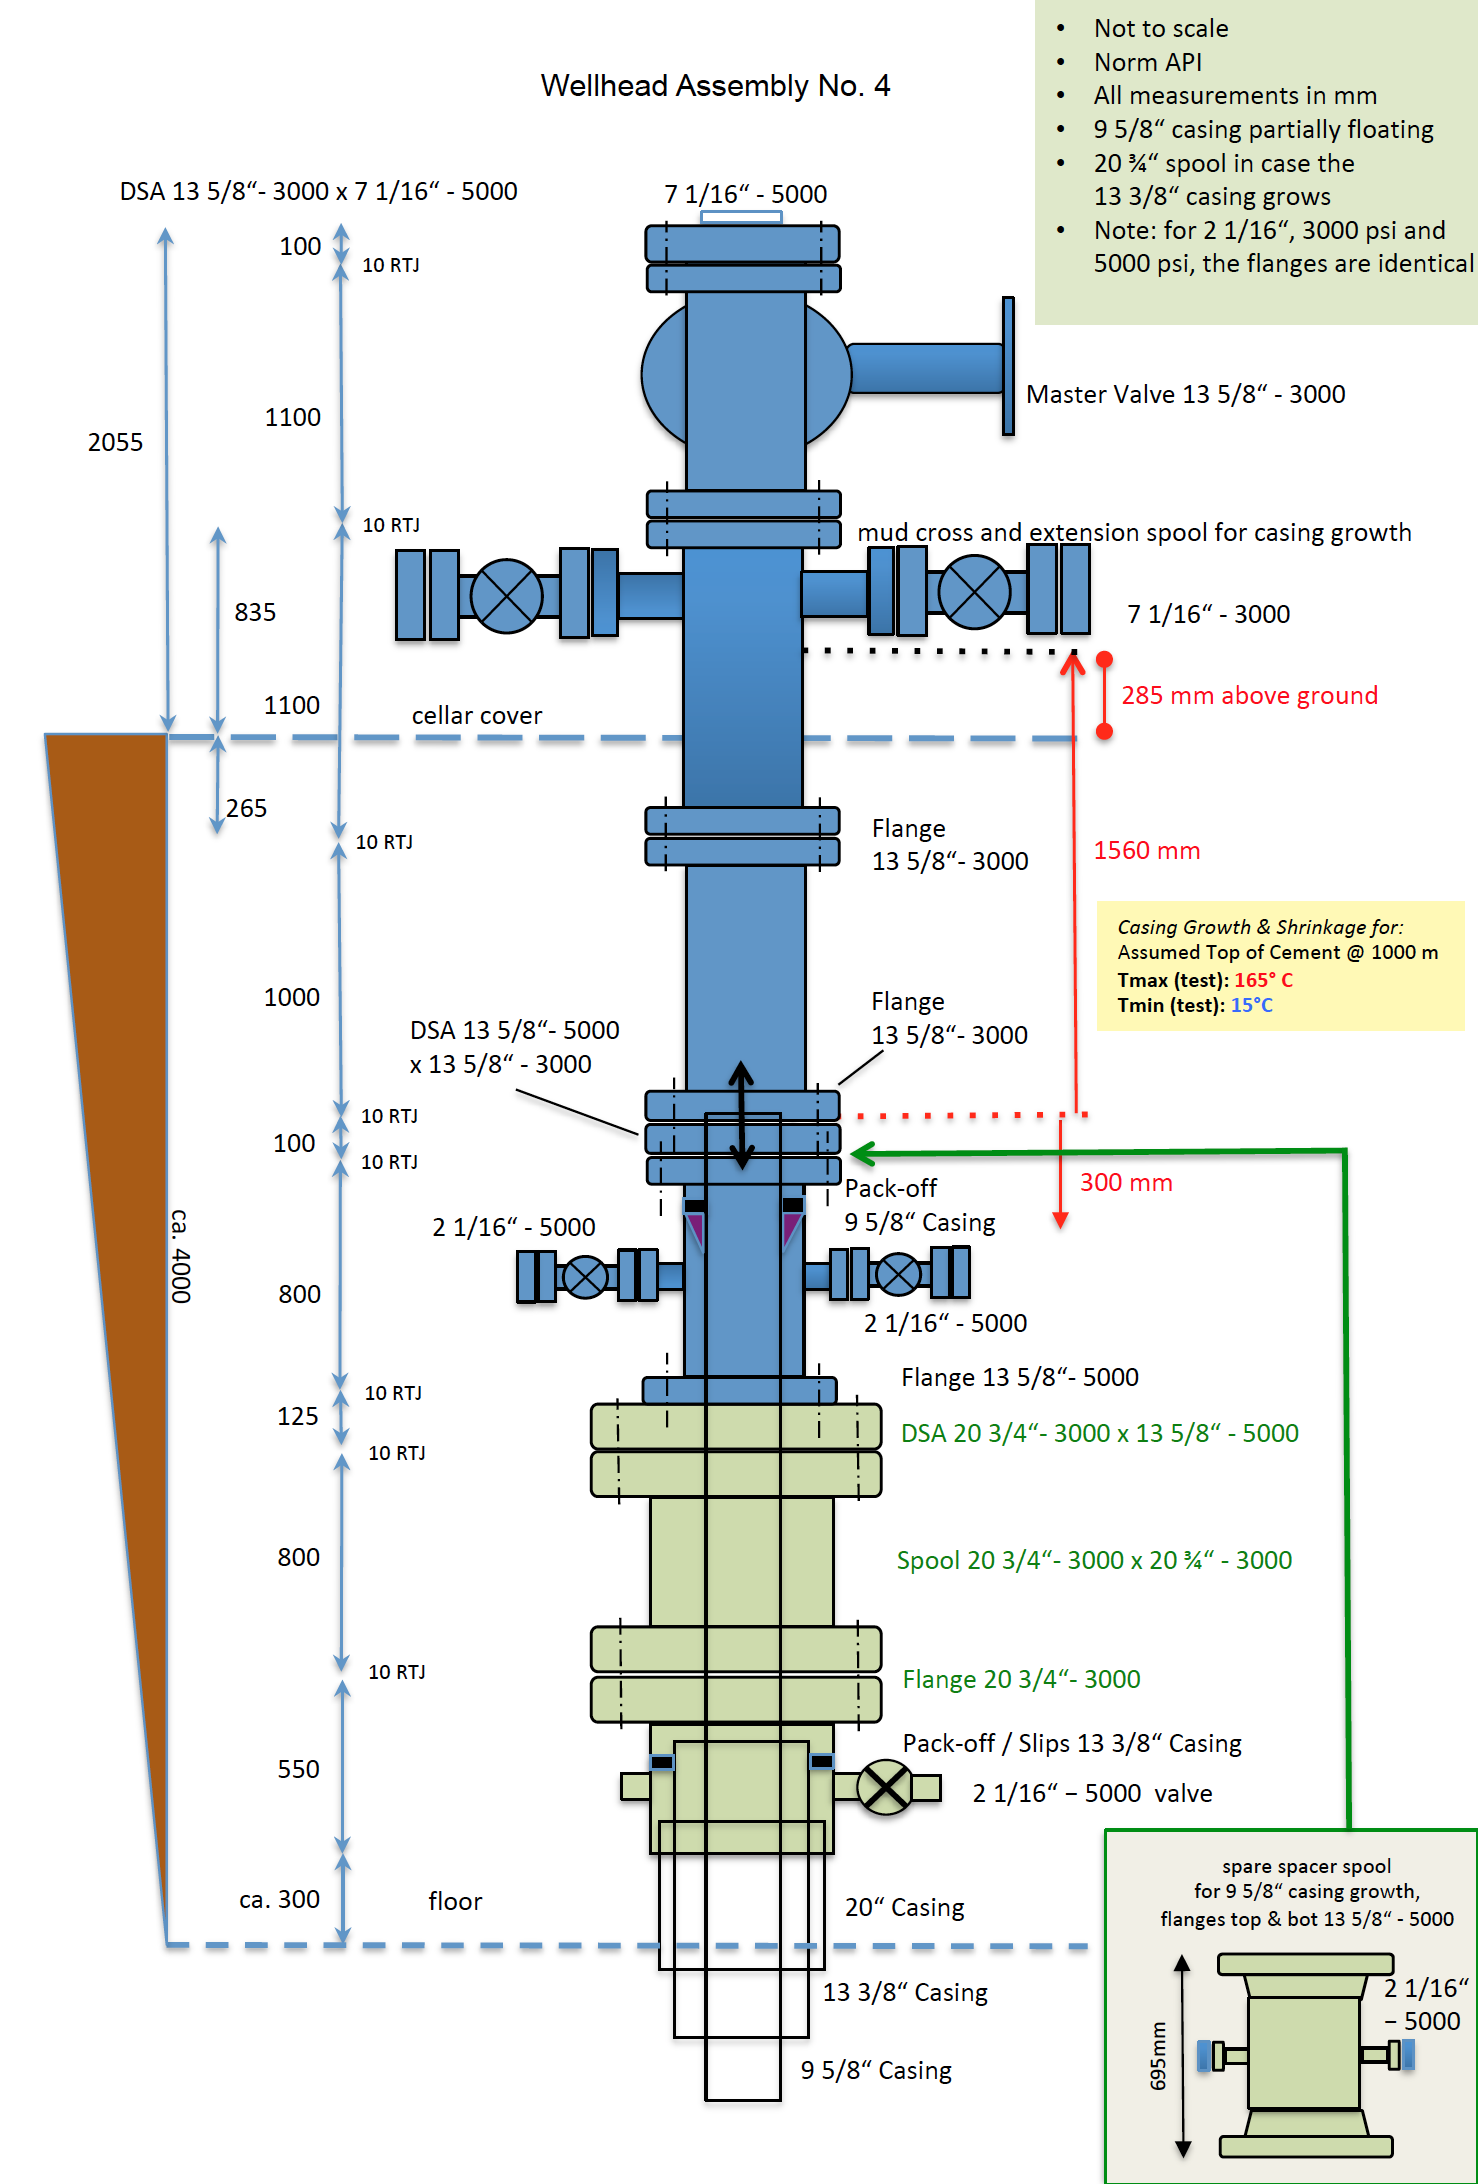 Wellhead Assembly No. 4
• Not to scale
• Norm API
• All measurements in mm
• 9 5/8“ casing partially floating
• 20 ¾“ spool in case the
13 3/8“ casing grows
• Note: for 2 1/16“, 3000 psi and
5000 psi, the flanges are identical
DSA 13 5/8“- 3000 x 7 1/16“ - 5000
7 1/16“ - 5000
100
10 RTJ
1100
2055
Master Valve 13 5/8“ - 3000
10 RTJ
mud cross and extension spool for casing growth
835
7 1/16“ - 3000
285 mm above ground
1100
cellar cover
265
10 RTJ
Flange
13 5/8“- 3000
1560 mm
Casing Growth & Shrinkage for:
Assumed Top of Cement @ 1000 m
Tmax (test): 165° C
Tmin (test): 15°C
1000
Flange
13 5/8“- 3000
DSA 13 5/8“- 5000
x 13 5/8“ - 3000
10 RTJ
100
10 RTJ
Pack-off
9 5/8“ Casing
300 mm
2 1/16“ - 5000
ca. 4000
800
2 1/16“ - 5000
Flange 13 5/8“- 5000
10 RTJ
125
DSA 20 3/4“- 3000 x 13 5/8“ - 5000
10 RTJ
800
Spool 20 3/4“- 3000 x 20 ¾“ - 3000
10 RTJ
Flange 20 3/4“- 3000
Pack-off / Slips 13 3/8“ Casing
550
2 1/16“ – 5000 valve
ca. 300
floor
20“ Casing
13 3/8“ Casing
9 5/8“ Casing
spare spacer spool
for 9 5/8“ casing growth,
flanges top & bot 13 5/8“ - 5000
2 1/16“
– 5000
695mm